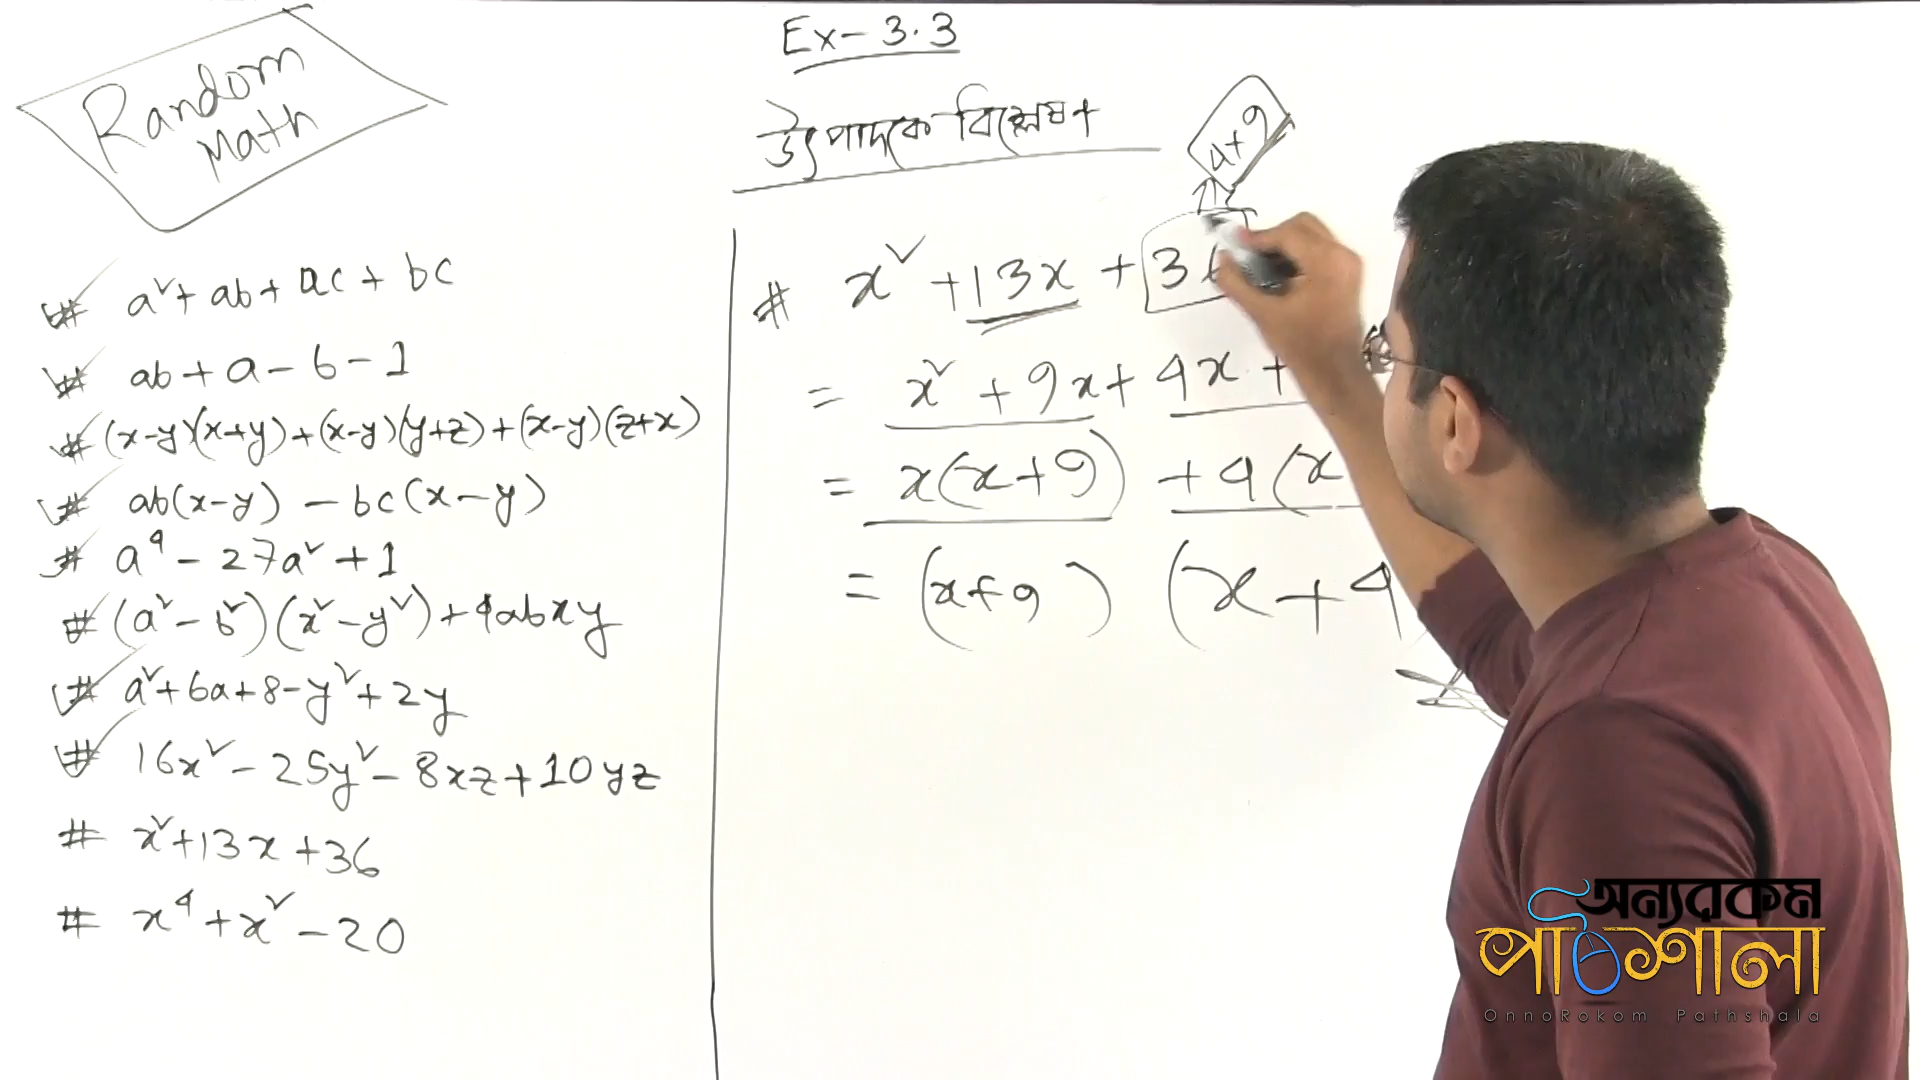 Random
Math
# a² + ab + ac + bc
# ab + a - b - 1
# (x-y)(x+y) + (x-y)(y+z) + (x-y)(z+x)
# ab(x-y) - bc(x-y)
# a⁴ - 27a² + 1
# (a² - b²)(x² - y²) + 4abxy
# a² + 6a + 8 - y² + 2y
# 16x² - 25y² - 8xz + 10yz
# x² + 13x + 36
# x⁴ + x² - 20
Ex - 3.3
উৎপাদকে বিশ্লেষণ
4+9
# x² + 13x + 3
= x² + 9x + 4x +
= x(x+9) + 4(x
= (x+9) (x+4
অন্যরকম
পাঠশালা
OnnoRokom Pathshala